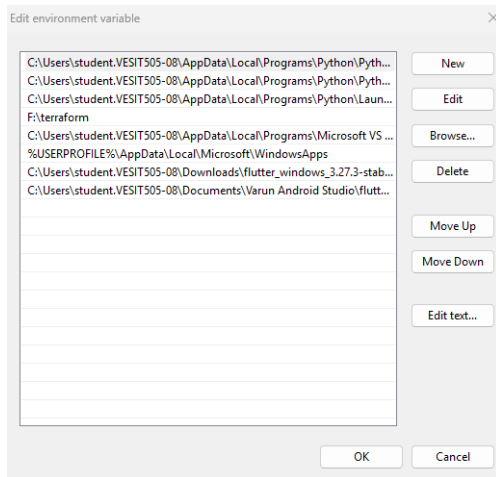 Edit environment variable
C:\Users\student.VESIT505-08\AppData\Local\Programs\Python\Pyth...
C:\Users\student.VESIT505-08\AppData\Local\Programs\Python\Pyth...
C:\Users\student.VESIT505-08\AppData\Local\Programs\Python\Laun...
F:\terraform
C:\Users\student.VESIT505-08\AppData\Local\Programs\Microsoft VS ...
%USERPROFILE%\AppData\Local\Microsoft\WindowsApps
C:\Users\student.VESIT505-08\Downloads\flutter_windows_3.27.3-stab...
C:\Users\student.VESIT505-08\Documents\Varun Android Studio\flutt...
New
Edit
Browse...
Delete
Move Up
Move Down
Edit text...
OK
Cancel